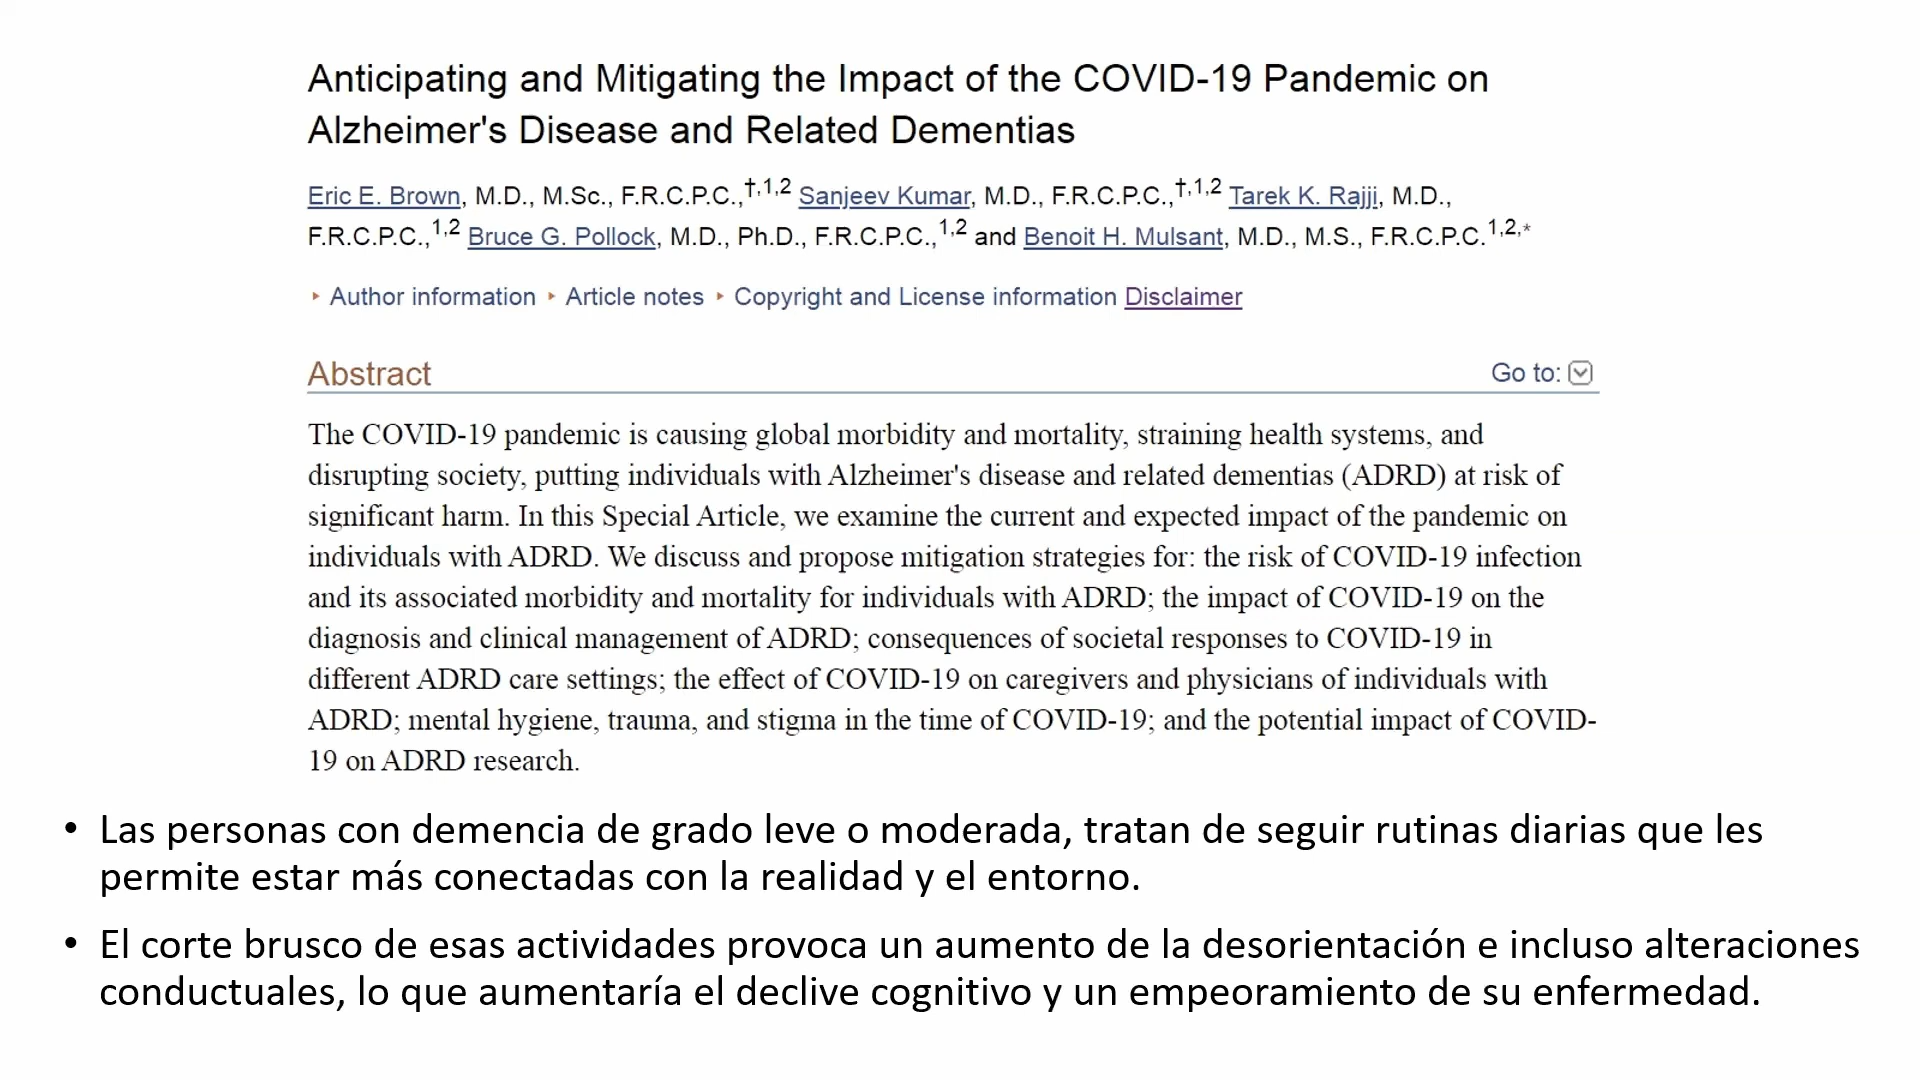 Anticipating and Mitigating the Impact of the COVID-19 Pandemic on
Alzheimer's Disease and Related Dementias
Eric E. Brown, M.D., M.Sc., F.R.C.P.C.,†,1,2 Sanjeev Kumar, M.D., F.R.C.P.C.,†,1,2 Tarek K. Rajji, M.D.,
F.R.C.P.C.,1,2 Bruce G. Pollock, M.D., Ph.D., F.R.C.P.C.,1,2 and Benoit H. Mulsant, M.D., M.S., F.R.C.P.C.1,2,*
‣ Author information ‣ Article notes ‣ Copyright and License information Disclaimer
Abstract Go to:
The COVID-19 pandemic is causing global morbidity and mortality, straining health systems, and
disrupting society, putting individuals with Alzheimer's disease and related dementias (ADRD) at risk of
significant harm. In this Special Article, we examine the current and expected impact of the pandemic on
individuals with ADRD. We discuss and propose mitigation strategies for: the risk of COVID-19 infection
and its associated morbidity and mortality for individuals with ADRD; the impact of COVID-19 on the
diagnosis and clinical management of ADRD; consequences of societal responses to COVID-19 in
different ADRD care settings; the effect of COVID-19 on caregivers and physicians of individuals with
ADRD; mental hygiene, trauma, and stigma in the time of COVID-19; and the potential impact of COVID-
19 on ADRD research.
• Las personas con demencia de grado leve o moderada, tratan de seguir rutinas diarias que les
permite estar más conectadas con la realidad y el entorno.
• El corte brusco de esas actividades provoca un aumento de la desorientación e incluso alteraciones
conductuales, lo que aumentaría el declive cognitivo y un empeoramiento de su enfermedad.